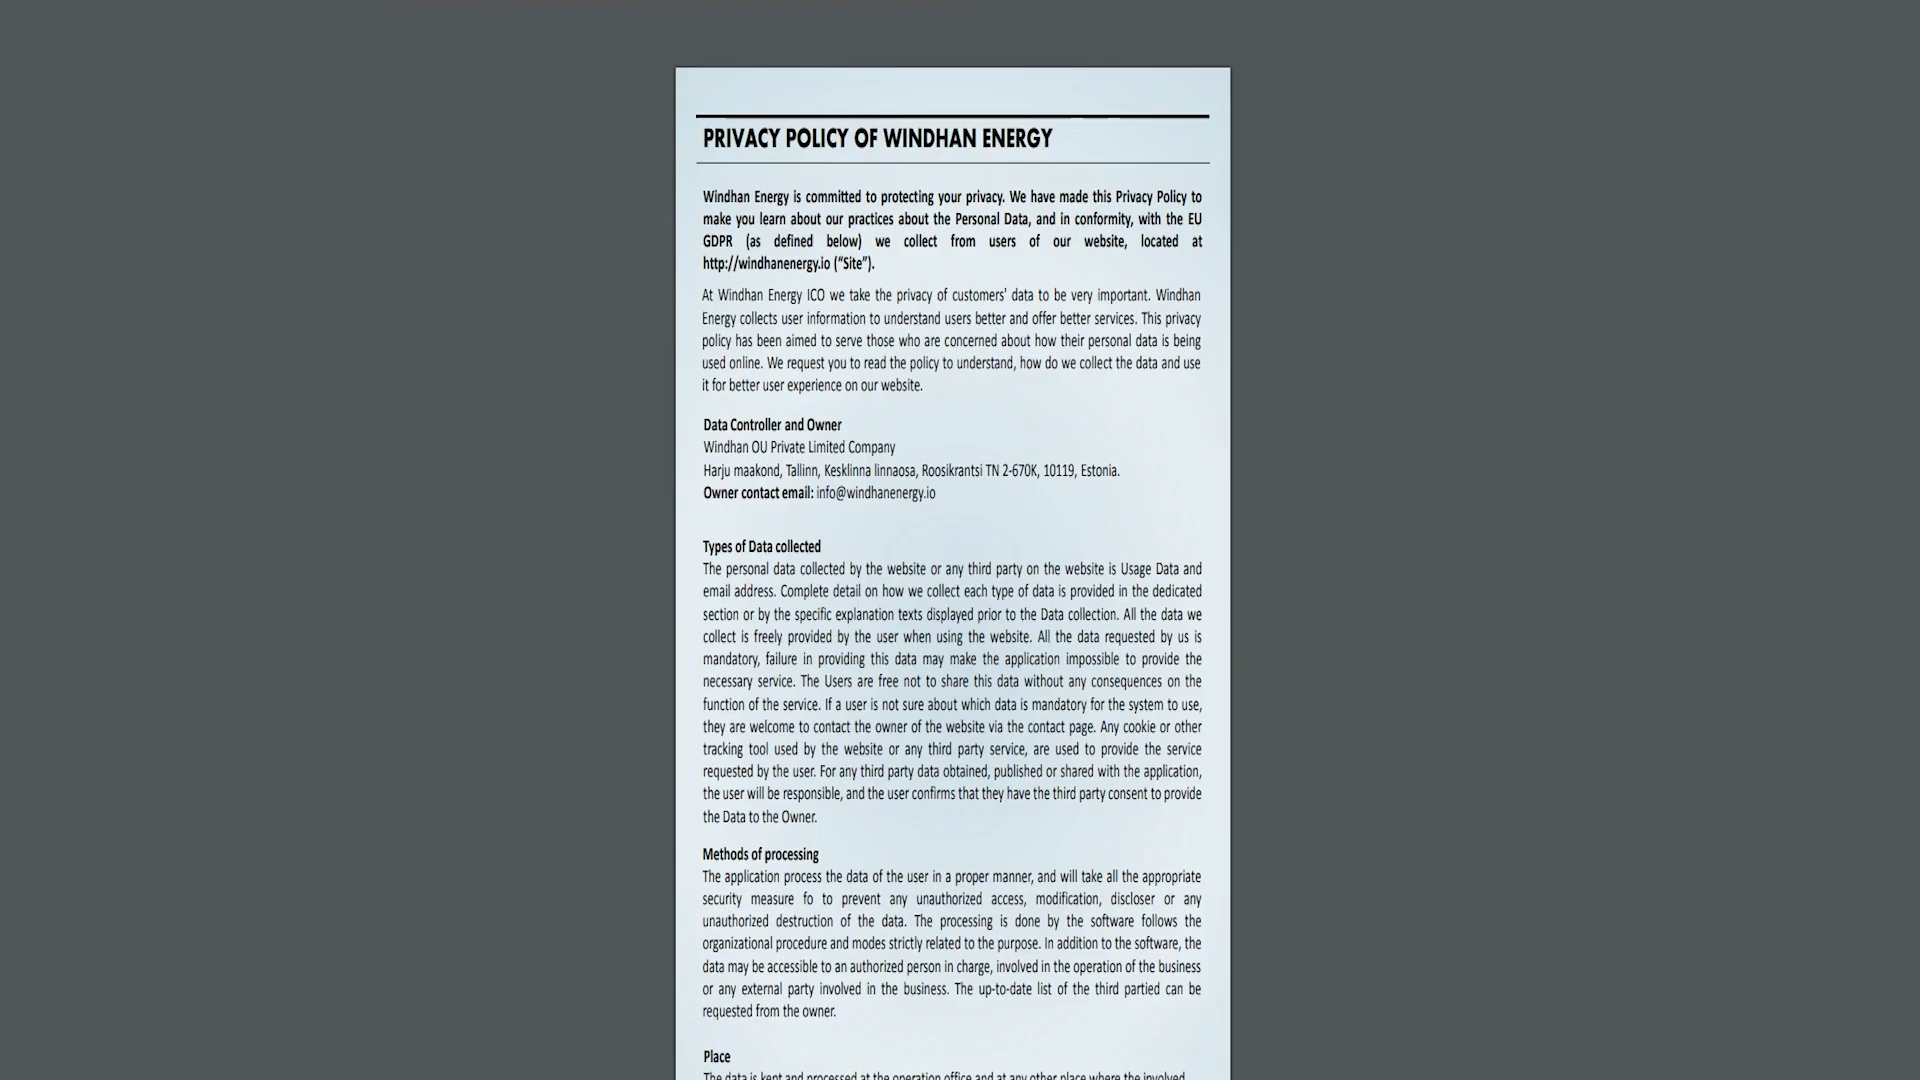 PRIVACY POLICY OF WINDHAN ENERGY
Windhan Energy is committed to protecting your privacy. We have made this Privacy Policy to
make you learn about our practices about the Personal Data, and in conformity, with the EU
GDPR (as defined below) we collect from users of our website, located at
http://windhanenergy.io (“Site”).
At Windhan Energy ICO we take the privacy of customers' data to be very important. Windhan
Energy collects user information to understand users better and offer better services. This privacy
policy has been aimed to serve those who are concerned about how their personal data is being
used online. We request you to read the policy to understand, how do we collect the data and use
it for better user experience on our website.
Data Controller and Owner
Windhan OU Private Limited Company
Harju maakond, Tallinn, Kesklinna linnaosa, Roosikrantsi TN 2-670K, 10119, Estonia.
Owner contact email: info@windhanenergy.io
Types of Data collected
The personal data collected by the website or any third party on the website is Usage Data and
email address. Complete detail on how we collect each type of data is provided in the dedicated
section or by the specific explanation texts displayed prior to the Data collection. All the data we
collect is freely provided by the user when using the website. All the data requested by us is
mandatory, failure in providing this data may make the application impossible to provide the
necessary service. The Users are free not to share this data without any consequences on the
function of the service. If a user is not sure about which data is mandatory for the system to use,
they are welcome to contact the owner of the website via the contact page. Any cookie or other
tracking tool used by the website or any third party service, are used to provide the service
requested by the user. For any third party data obtained, published or shared with the application,
the user will be responsible, and the user confirms that they have the third party consent to provide
the Data to the Owner.
Methods of processing
The application process the data of the user in a proper manner, and will take all the appropriate
security measure fo to prevent any unauthorized access, modification, discloser or any
unauthorized destruction of the data. The processing is done by the software follows the
organizational procedure and modes strictly related to the purpose. In addition to the software, the
data may be accessible to an authorized person in charge, involved in the operation of the business
or any external party involved in the business. The up-to-date list of the third partied can be
requested from the owner.
Place
The data is kept and processed at the operation office and at any other place where the involved